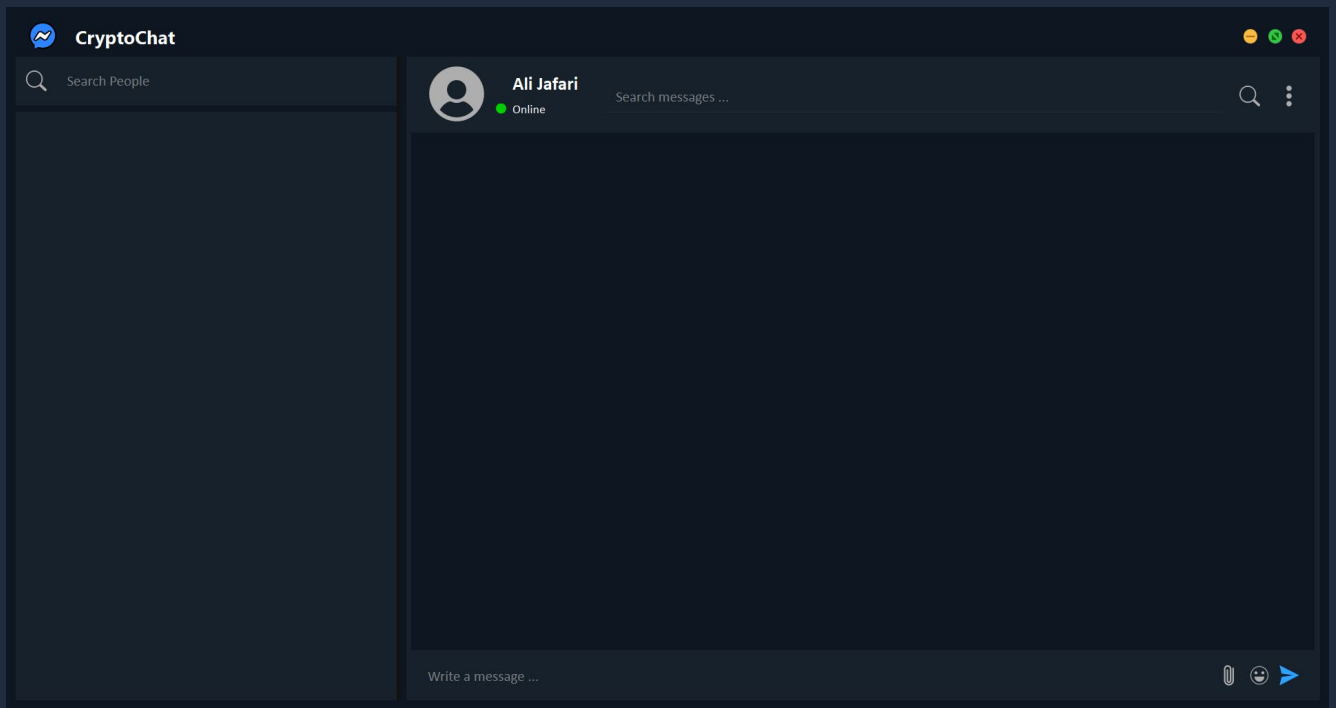 CryptoChat
Search People
Ali Jafari
Online
Search messages ...
Write a message ...